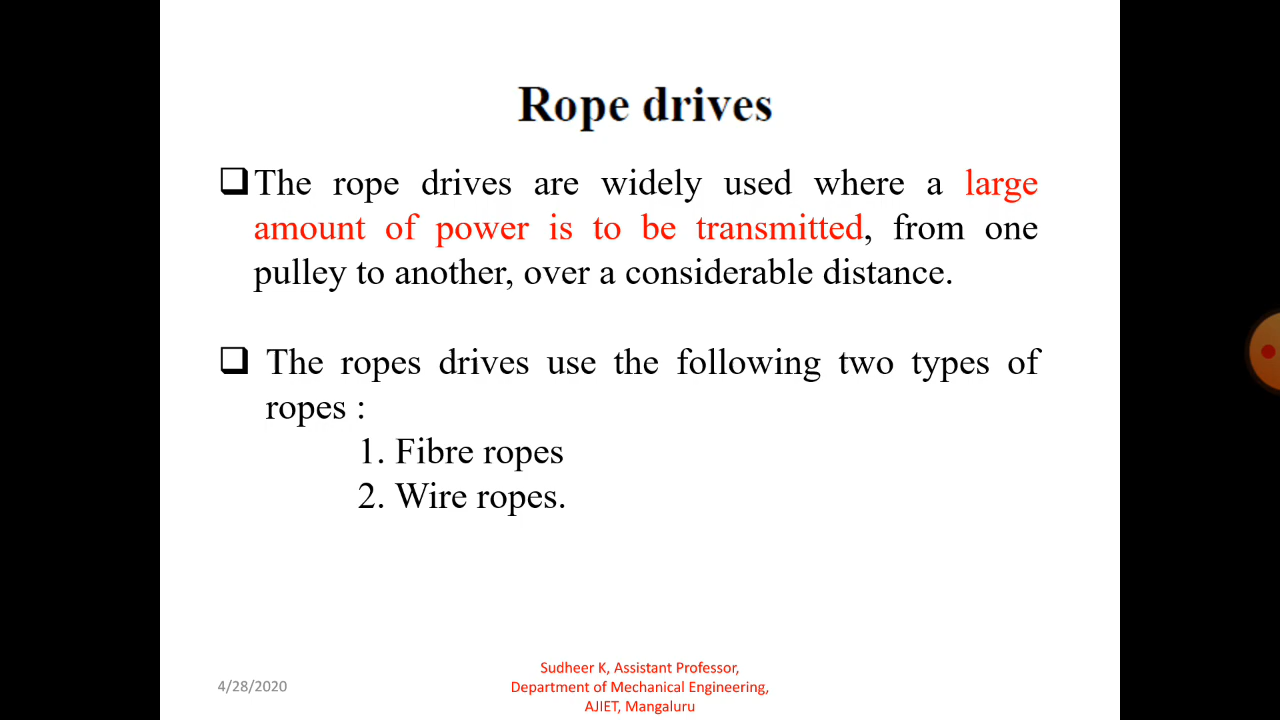 Rope drives
The rope drives are widely used where a large
amount of power is to be transmitted, from one
pulley to another, over a considerable distance.
The ropes drives use the following two types of
ropes :
1. Fibre ropes
2. Wire ropes.
4/28/2020
Sudheer K, Assistant Professor,
Department of Mechanical Engineering,
AJIET, Mangaluru